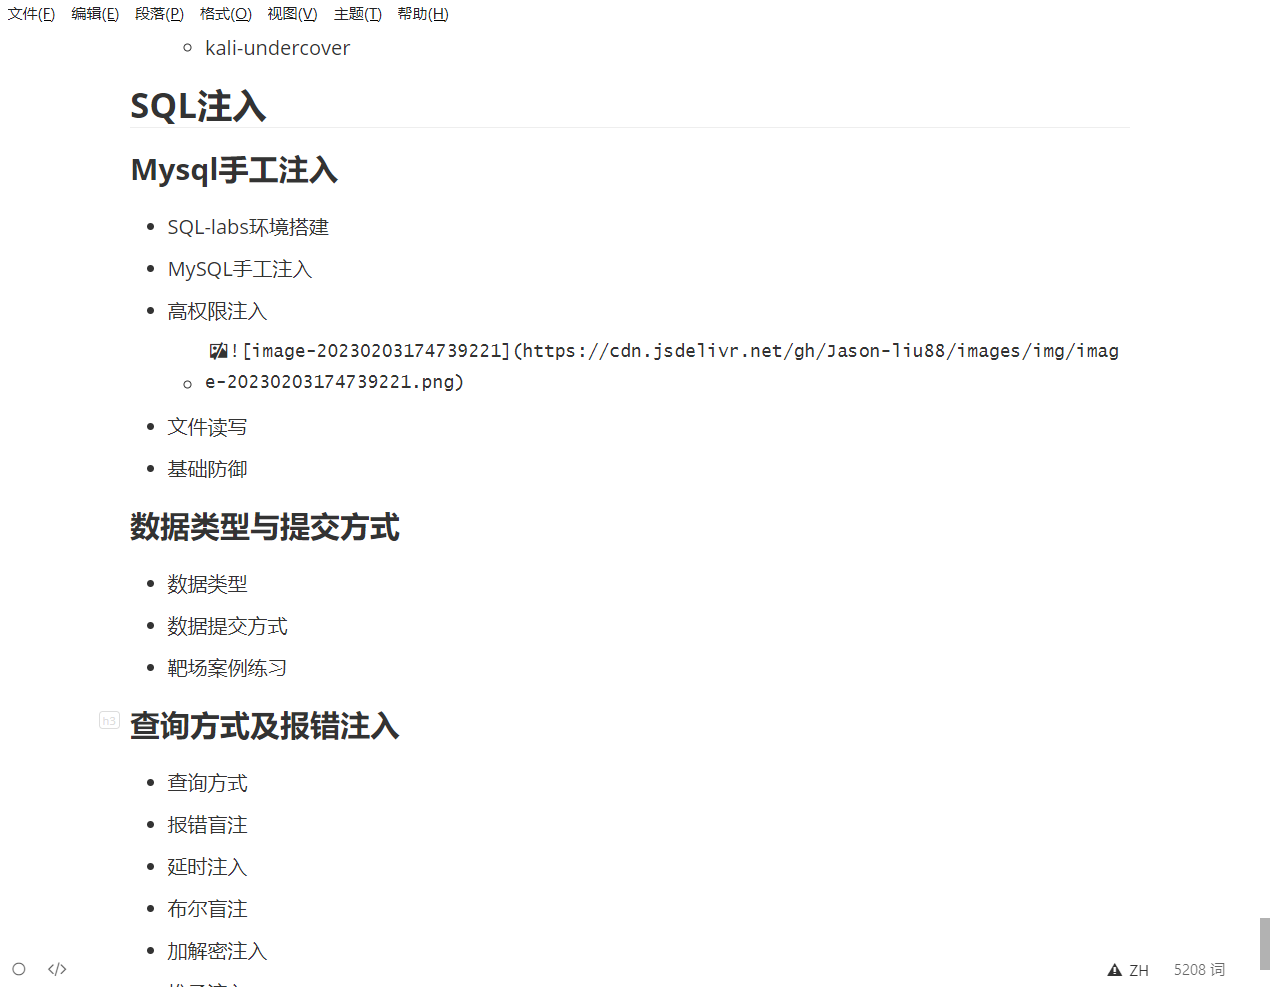 文件(F) 编辑(E) 段落(P) 格式(O) 视图(V) 主题(T) 帮助(H)
kali-undercover
SQL注入
Mysql手工注入
SQL-labs环境搭建
MySQL手工注入
高权限注入
![image-20230203174739221](https://cdn.jsdelivr.net/gh/Jason-liu88/images/img/imag
e-20230203174739221.png)
文件读写
基础防御
数据类型与提交方式
数据类型
数据提交方式
靶场案例练习
h3 查询方式及报错注入
查询方式
报错盲注
延时注入
布尔盲注
加解密注入
</> ZH 5208 词